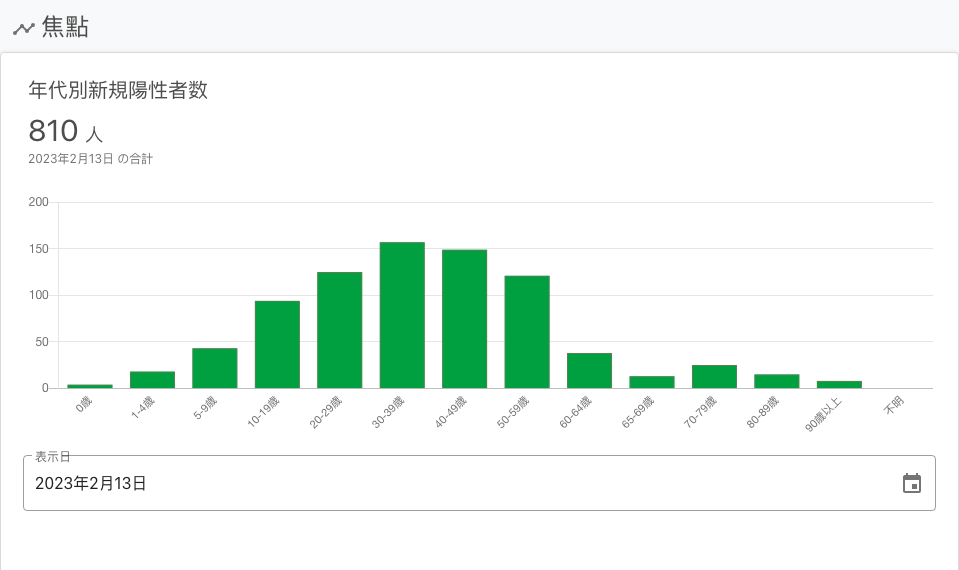 焦點
年代別新規陽性者数
810 人
2023年2月13日 の合計
200
150
100
50
0
0歳 1-4歳 5-9歳 10-19歳 20-29歳 30-39歳 40-49歳 50-59歳 60-64歳 65-69歳 70-79歳 80-89歳 90歳以上 不明
表示日
2023年2月13日